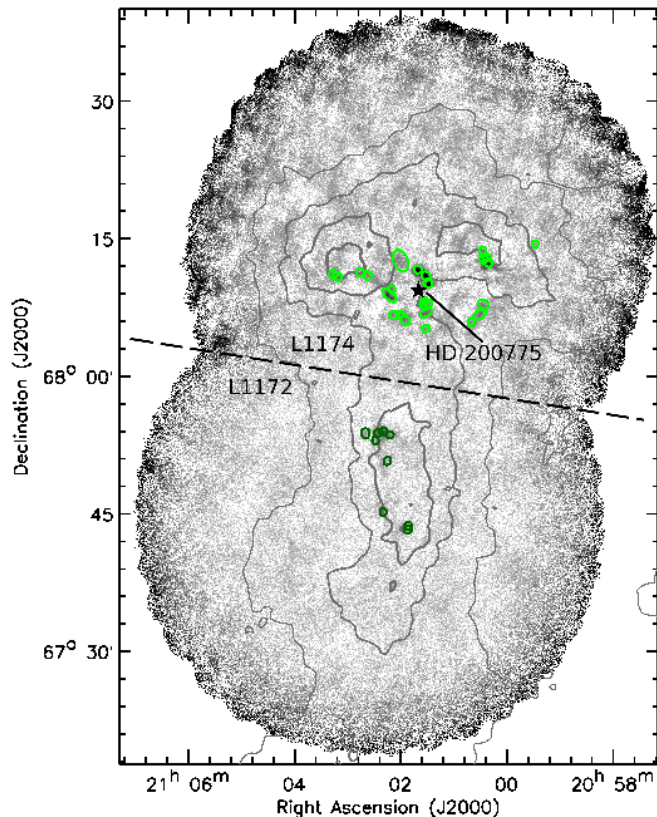 30
15
L1174
HD 200775
68° 00'
L1172
45
67° 30'
Declination (J2000)
21ʰ 06ᵐ 04 02 00 20ʰ 58ᵐ
Right Ascension (J2000)